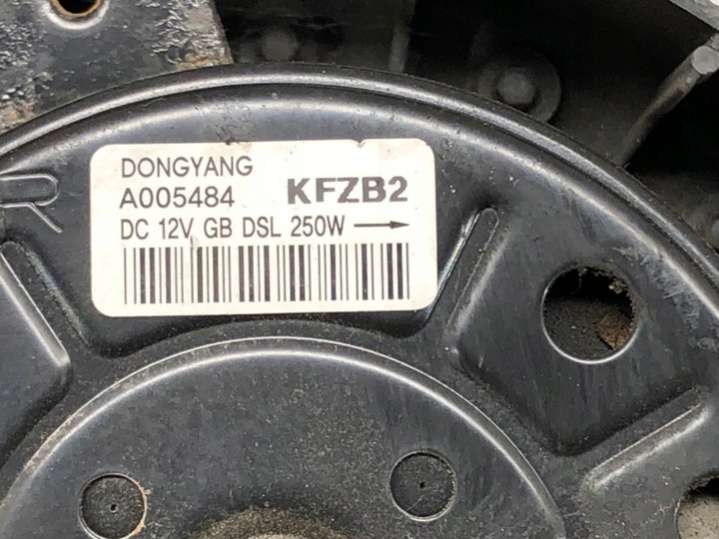 DONGYANG
A005484 KFZB2
DC 12V GB DSL 250W →
R